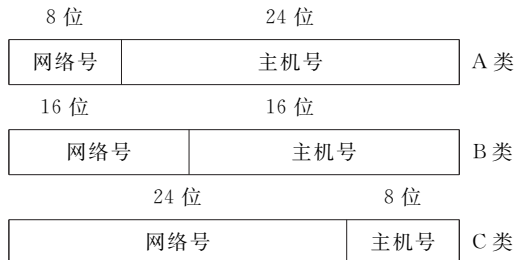 8 位 24 位
网络号 主机号 A 类
16 位 16 位
网络号 主机号 B 类
24 位 8 位
网络号 主机号 C 类